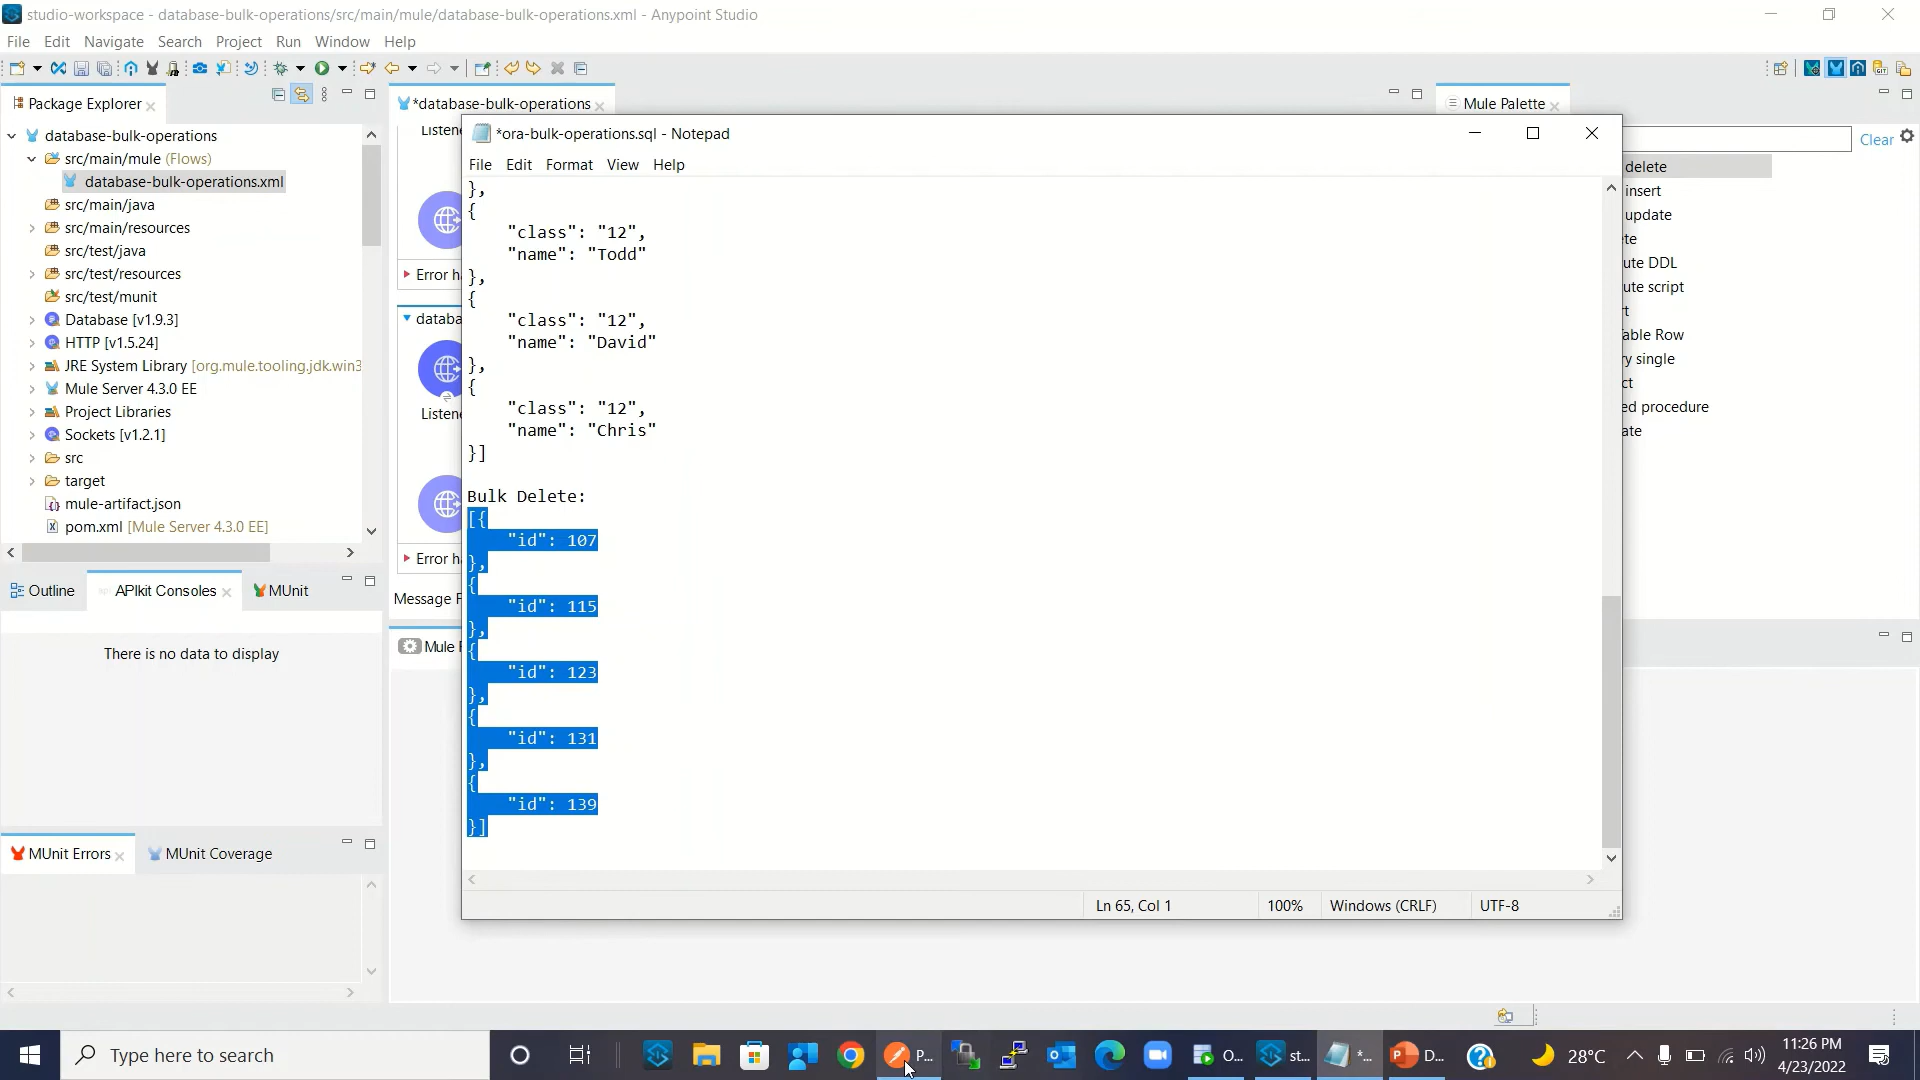 studio-workspace - database-bulk-operations/src/main/mule/database-bulk-operations.xml - Anypoint Studio
File Edit Navigate Search Project Run Window Help
Package Explorer
*database-bulk-operations
Mule Palette
database-bulk-operations
src/main/mule (Flows)
database-bulk-operations.xml
src/main/java
src/main/resources
src/test/java
src/test/resources
src/test/munit
Database [v1.9.3]
HTTP [v1.5.24]
JRE System Library [org.mule.tooling.jdk.win3
Mule Server 4.3.0 EE
Project Libraries
Sockets [v1.2.1]
src
target
mule-artifact.json
pom.xml [Mule Server 4.3.0 EE]
Listene
Error h
databa
Listene
Error h
Message F
Mule
*ora-bulk-operations.sql - Notepad
File Edit Format View Help
},
{
"class": "12",
"name": "Todd"
},
{
"class": "12",
"name": "David"
},
{
"class": "12",
"name": "Chris"
}]
Bulk Delete:
[{
"id": 107
},
{
"id": 115
},
{
"id": 123
},
{
"id": 131
},
{
"id": 139
}]
Ln 65, Col 1
100%
Windows (CRLF)
UTF-8
Clear
delete
insert
update
te
ute DDL
ute script
rt
able Row
ry single
ct
ed procedure
ate
Outline
APIkit Consoles
MUnit
There is no data to display
MUnit Errors
MUnit Coverage
Type here to search
P...
O...
st...
*...
D...
28°C
11:26 PM
4/23/2022